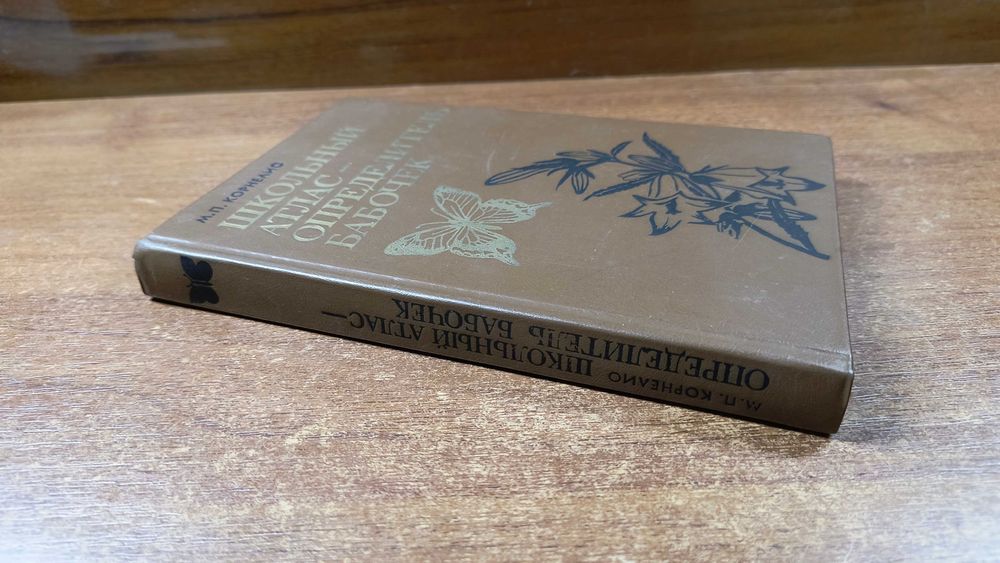 М.П. КОРНЕЛИО
ШКОЛЬНЫЙ
АТЛАС—
ОПРЕДЕЛИТЕЛЬ
БАБОЧЕК
М.П. КОРНЕЛИО
ШКОЛЬНЫЙ АТЛАС—
ОПРЕДЕЛИТЕЛЬ БАБОЧЕК